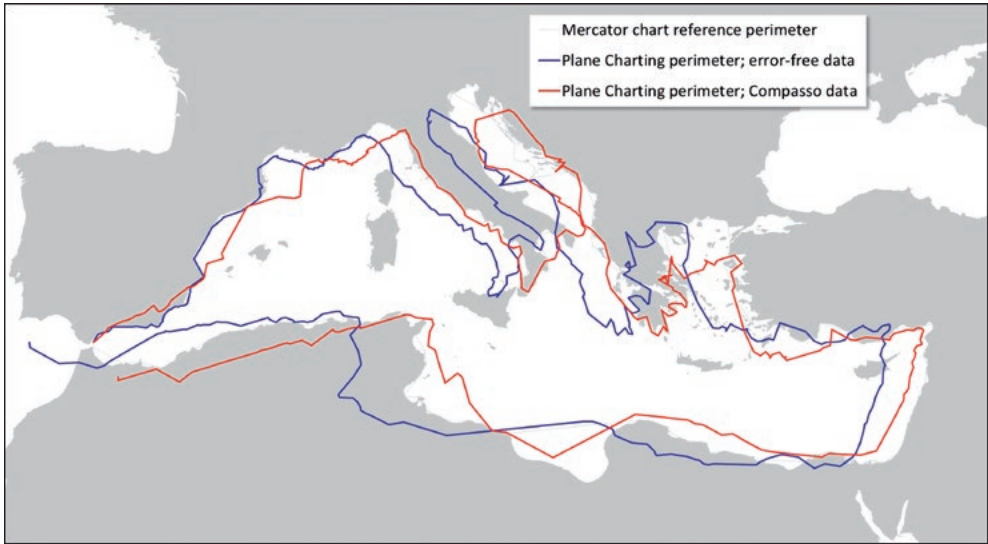 Mercator chart reference perimeter
Plane Charting perimeter; error-free data
Plane Charting perimeter; Compasso data